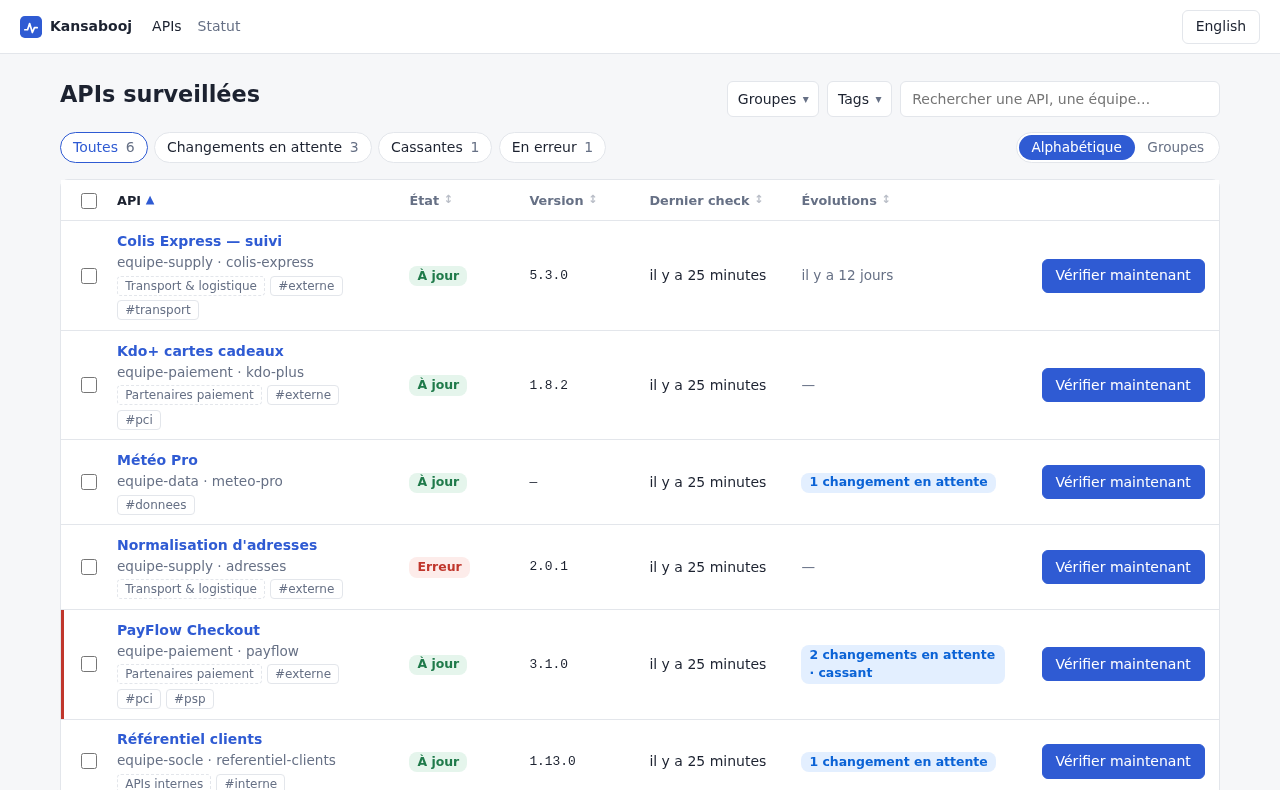 Kansabooj APIs Statut English
APIs surveillées
Groupes ▾ Tags ▾ Rechercher une API, une équipe…
Toutes 6 Changements en attente 3 Cassantes 1 En erreur 1 Alphabétique Groupes
API ▲ État ↕ Version ↕ Dernier check ↕ Évolutions ↕
Colis Express — suivi
equipe-supply · colis-express
Transport & logistique #externe
#transport
À jour 5.3.0 il y a 25 minutes il y a 12 jours Vérifier maintenant
Kdo+ cartes cadeaux
equipe-paiement · kdo-plus
Partenaires paiement #externe
#pci
À jour 1.8.2 il y a 25 minutes — Vérifier maintenant
Météo Pro
equipe-data · meteo-pro
#donnees
À jour — il y a 25 minutes 1 changement en attente Vérifier maintenant
Normalisation d'adresses
equipe-supply · adresses
Transport & logistique #externe
Erreur 2.0.1 il y a 25 minutes — Vérifier maintenant
PayFlow Checkout
equipe-paiement · payflow
Partenaires paiement #externe
#pci #psp
À jour 3.1.0 il y a 25 minutes 2 changements en attente
· cassant
Vérifier maintenant
Référentiel clients
equipe-socle · referentiel-clients
APIs internes #interne
À jour 1.13.0 il y a 25 minutes 1 changement en attente Vérifier maintenant